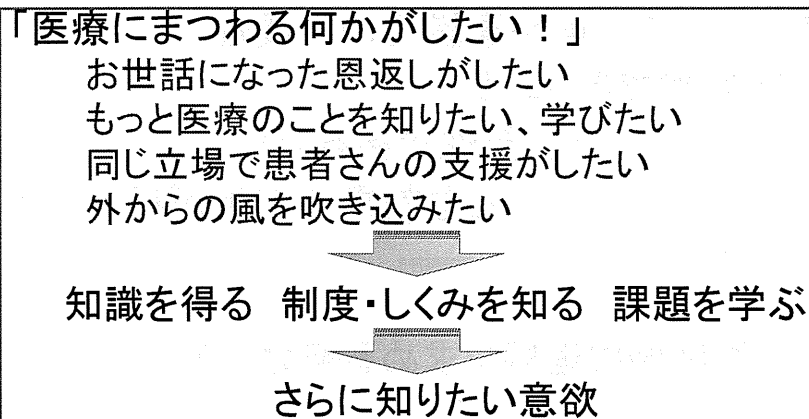 「医療にまつわる何かがしたい！」
お世話になった恩返しがしたい
もっと医療のことを知りたい、学びたい
同じ立場で患者さんの支援がしたい
外からの風を吹き込みたい
知識を得る 制度・しくみを知る 課題を学ぶ
さらに知りたい意欲